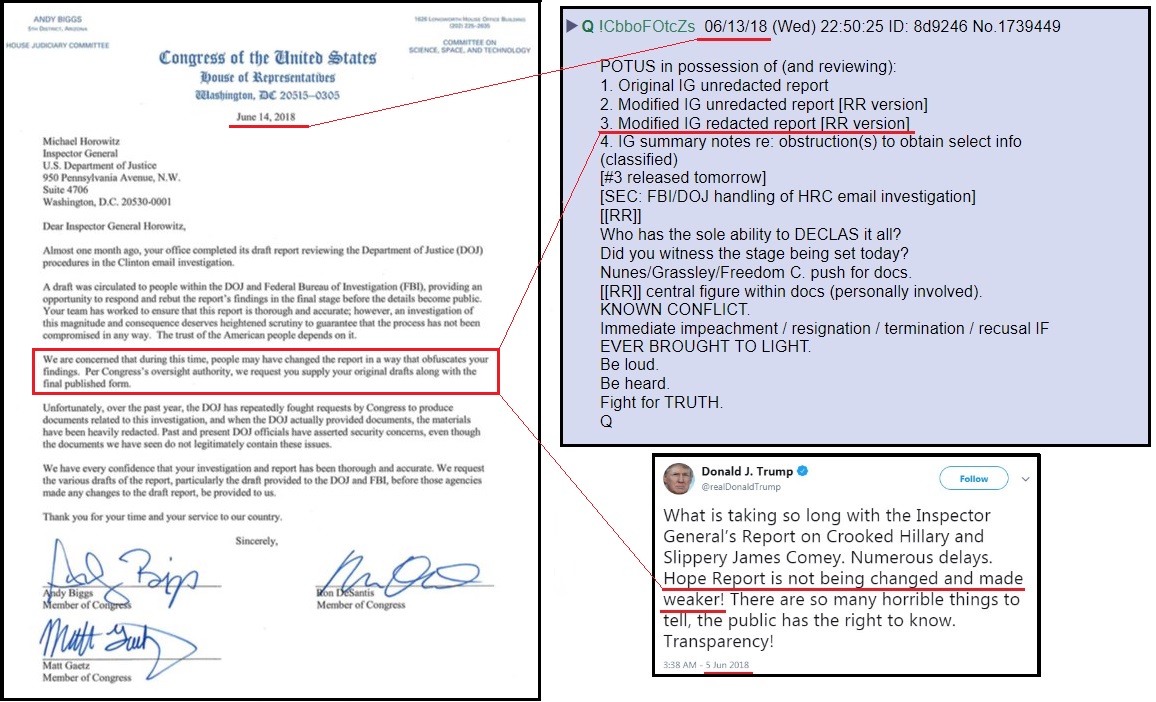 ANDY BIGGS
5TH DISTRICT, ARIZONA
HOUSE JUDICIARY COMMITTEE
1626 LONGWORTH HOUSE OFFICE BUILDING
(202) 225-2635
COMMITTEE ON
SCIENCE, SPACE, AND TECHNOLOGY
Congress of the United States
House of Representatives
Washington, DC 20515-0305
June 14, 2018
Michael Horowitz
Inspector General
U.S. Department of Justice
950 Pennsylvania Avenue, N.W.
Suite 4706
Washington, D.C. 20530-0001
Dear Inspector General Horowitz,
Almost one month ago, your office completed its draft report reviewing the Department of Justice (DOJ)
procedures in the Clinton email investigation.
A draft was circulated to people within the DOJ and Federal Bureau of Investigation (FBI), providing an
opportunity to respond and rebut the report's findings in the final stage before the details become public.
Your team has worked to ensure that this report is thorough and accurate; however, an investigation of
this magnitude and consequence deserves heightened scrutiny to guarantee that the process has not been
compromised in any way. The trust of the American people depends on it.
We are concerned that during this time, people may have changed the report in a way that obfuscates your
findings. Per Congress's oversight authority, we request you supply your original drafts along with the
final published form.
Unfortunately, over the past year, the DOJ has repeatedly fought requests by Congress to produce
documents related to this investigation, and when the DOJ actually provided documents, the materials
have been heavily redacted. Past and present DOJ officials have asserted security concerns, even though
the documents we have seen do not legitimately contain these issues.
We have every confidence that your investigation and report has been thorough and accurate. We request
the various drafts of the report, particularly the draft provided to the DOJ and FBI, before those agencies
made any changes to the draft report, be provided to us.
Thank you for your time and your service to our country.
Sincerely,
Andy Biggs
Andy Biggs
Member of Congress
Ron DeSantis
Member of Congress
Matt Gaetz
Matt Gaetz
Member of Congress
Q !CbboFOtcZs 06/13/18 (Wed) 22:50:25 ID: 8d9246 No.1739449
POTUS in possession of (and reviewing):
1. Original IG unredacted report
2. Modified IG unredacted report [RR version]
3. Modified IG redacted report [RR version]
4. IG summary notes re: obstruction(s) to obtain select info
(classified)
[#3 released tomorrow]
[SEC: FBI/DOJ handling of HRC email investigation]
[[RR]]
Who has the sole ability to DECLAS it all?
Did you witness the stage being set today?
Nunes/Grassley/Freedom C. push for docs.
[[RR]] central figure within docs (personally involved).
KNOWN CONFLICT.
Immediate impeachment / resignation / termination / recusal IF
EVER BROUGHT TO LIGHT.
Be loud.
Be heard.
Fight for TRUTH.
Q
Donald J. Trump
@realDonaldTrump
Follow
What is taking so long with the Inspector
General's Report on Crooked Hillary and
Slippery James Comey. Numerous delays.
Hope Report is not being changed and made
weaker! There are so many horrible things to
tell, the public has the right to know.
Transparency!
3:38 AM - 5 Jun 2018